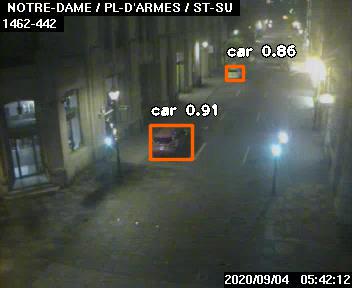 NOTRE-DAME / PL-D'ARMES / ST-SU
1462-442
car 0.86
car 0.91
2020/09/04 05:42:12